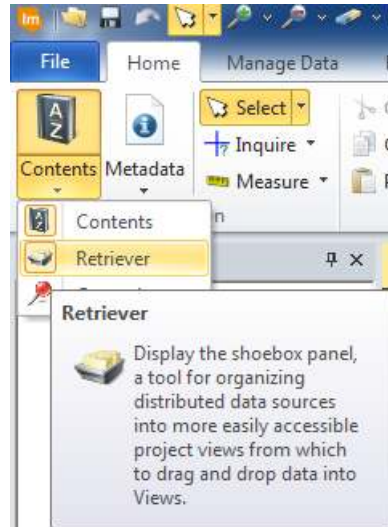 Im
File Home Manage Data
A
Z
i
Select
Contents Metadata
Inquire
Measure
n
A
Z
Contents
Retriever
Retriever
Display the shoebox panel,
a tool for organizing
distributed data sources
into more easily accessible
project views from which
to drag and drop data into
Views.